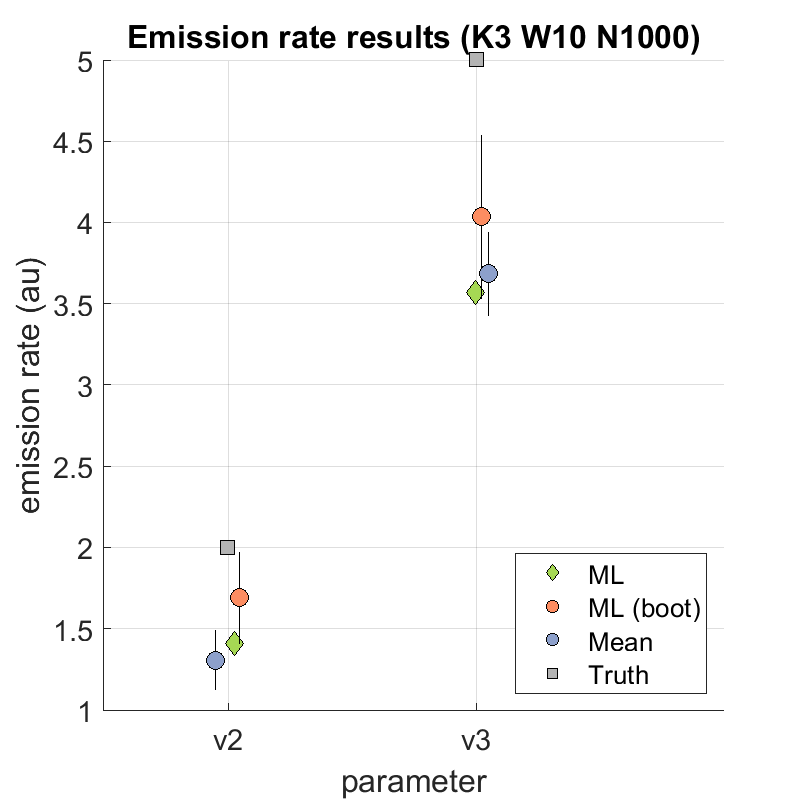 Emission rate results (K3 W10 N1000)
5
4.5
4
3.5
3
2.5
2
1.5
1
emission rate (au)
v2 v3
parameter
ML
ML (boot)
Mean
Truth